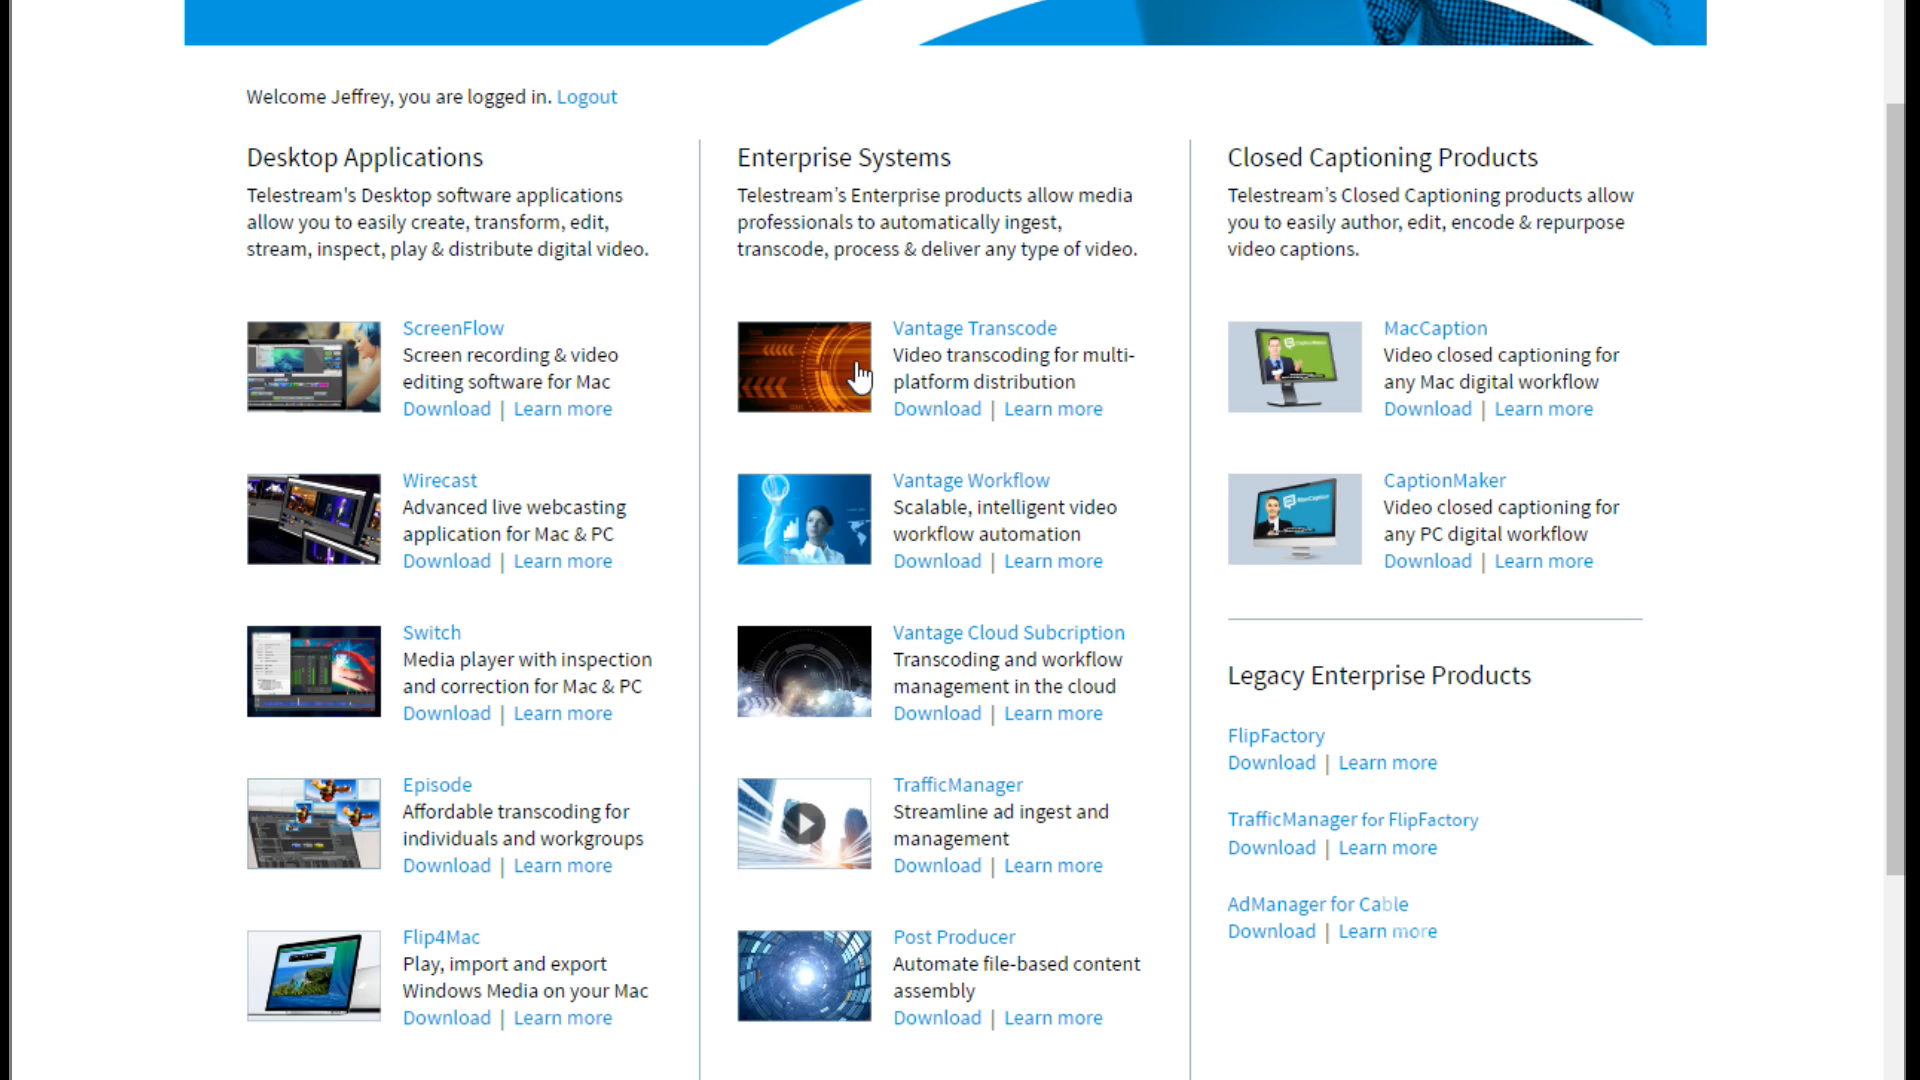 Welcome Jeffrey, you are logged in. Logout
Desktop Applications
Telestream's Desktop software applications
allow you to easily create, transform, edit,
stream, inspect, play & distribute digital video.
ScreenFlow
Screen recording & video
editing software for Mac
Download | Learn more
Wirecast
Advanced live webcasting
application for Mac & PC
Download | Learn more
Switch
Media player with inspection
and correction for Mac & PC
Download | Learn more
Episode
Affordable transcoding for
individuals and workgroups
Download | Learn more
Flip4Mac
Play, import and export
Windows Media on your Mac
Download | Learn more
Enterprise Systems
Telestream’s Enterprise products allow media
professionals to automatically ingest,
transcode, process & deliver any type of video.
Vantage Transcode
Video transcoding for multi-
platform distribution
Download | Learn more
Vantage Workflow
Scalable, intelligent video
workflow automation
Download | Learn more
Vantage Cloud Subcription
Transcoding and workflow
management in the cloud
Download | Learn more
TrafficManager
Streamline ad ingest and
management
Download | Learn more
Post Producer
Automate file-based content
assembly
Download | Learn more
Closed Captioning Products
Telestream’s Closed Captioning products allow
you to easily author, edit, encode & repurpose
video captions.
MacCaption
Video closed captioning for
any Mac digital workflow
Download | Learn more
CaptionMaker
Video closed captioning for
any PC digital workflow
Download | Learn more
Legacy Enterprise Products
FlipFactory
Download | Learn more
TrafficManager for FlipFactory
Download | Learn more
AdManager for Cable
Download | Learn more